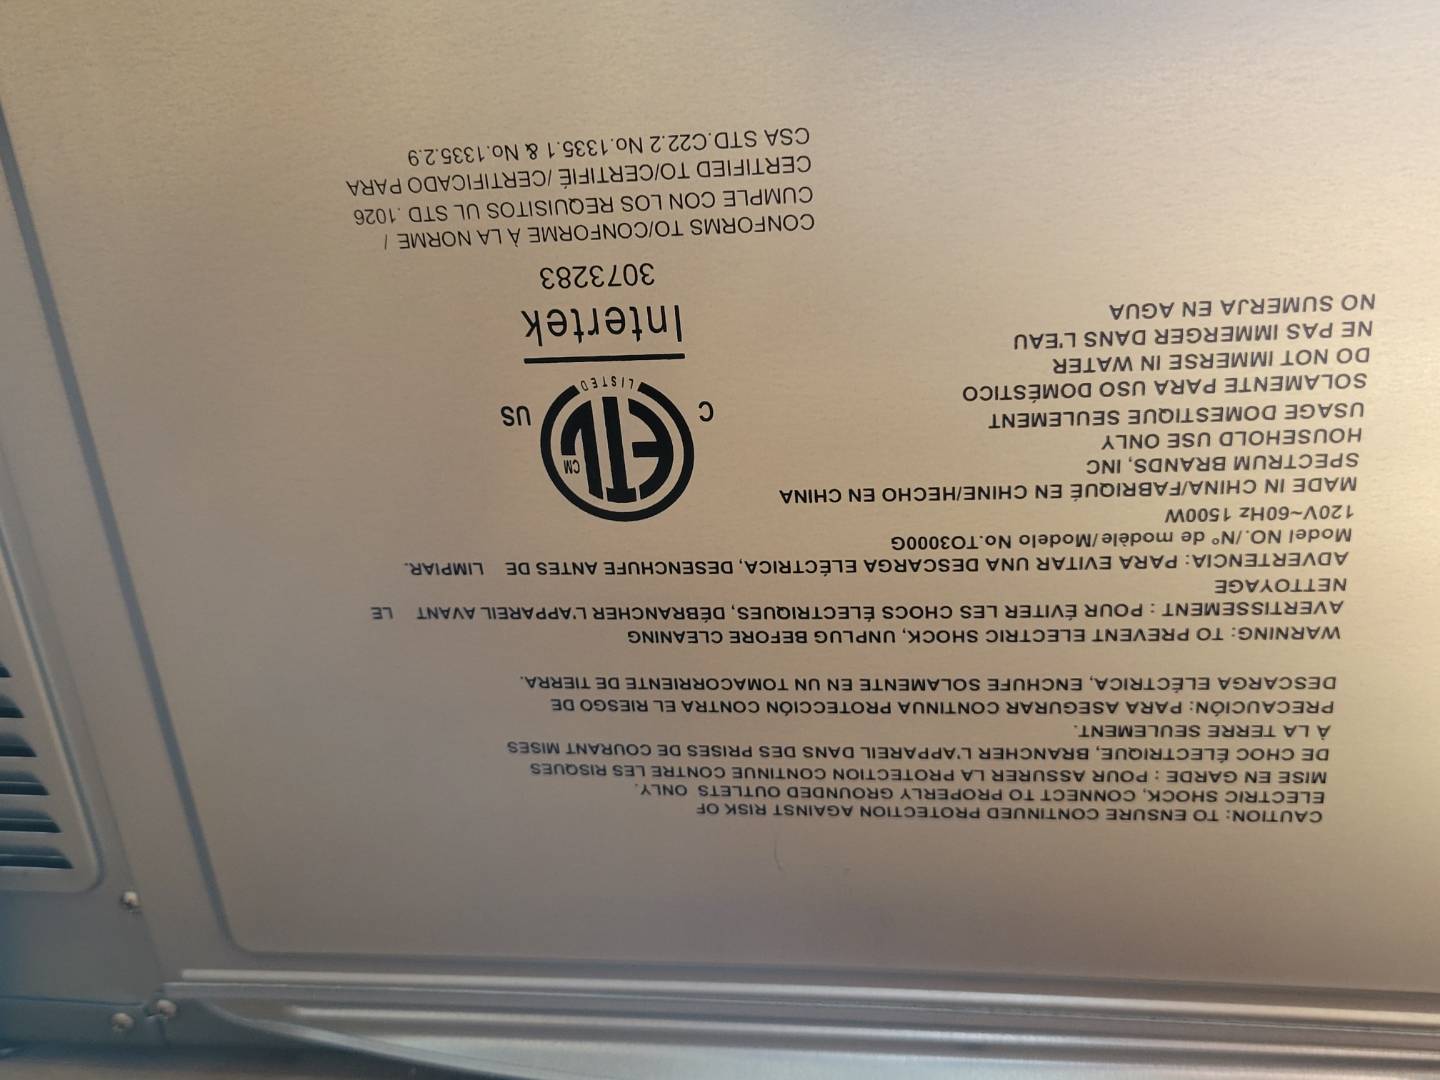 CAUTION: TO ENSURE CONTINUED PROTECTION AGAINST RISK OF
ELECTRIC SHOCK, CONNECT TO PROPERLY GROUNDED OUTLETS ONLY.
MISE EN GARDE : POUR ASSURER LA PROTECTION CONTINUE CONTRE LES RISQUES
DE CHOC ÉLECTRIQUE, BRANCHER L'APPAREIL DANS DES PRISES DE COURANT MISES
À LA TERRE SEULEMENT.
PRECAUCIÓN: PARA ASEGURAR CONTINUA PROTECCIÓN CONTRA EL RIESGO DE
DESCARGA ELÉCTRICA, ENCHUFE SOLAMENTE EN UN TOMACORRIENTE DE TIERRA.
WARNING: TO PREVENT ELECTRIC SHOCK, UNPLUG BEFORE CLEANING
AVERTISSEMENT : POUR ÉVITER LES CHOCS ÉLECTRIQUES, DÉBRANCHER L'APPAREIL AVANT LE
NETTOYAGE
ADVERTENCIA: PARA EVITAR UNA DESCARGA ELÉCTRICA, DESENCHUFE ANTES DE LIMPIAR.
Model NO./N° de modèle/Modelo No.TO3000G
120V~60Hz 1500W
MADE IN CHINA/FABRIQUÉ EN CHINE/HECHO EN CHINA
SPECTRUM BRANDS, INC
HOUSEHOLD USE ONLY
USAGE DOMESTIQUE SEULEMENT
SOLAMENTE PARA USO DOMÉSTICO
DO NOT IMMERSE IN WATER
NE PAS IMMERGER DANS L'EAU
NO SUMERJA EN AGUA
ETL CM
C US
LISTED
Intertek
3073283
CONFORMS TO/CONFORME À LA NORME /
CUMPLE CON LOS REQUISITOS UL STD .1026
CERTIFIED TO/CERTIFIÉ /CERTIFICADO PARA
CSA STD.C22.2 No.1335.1 & No.1335.2.9